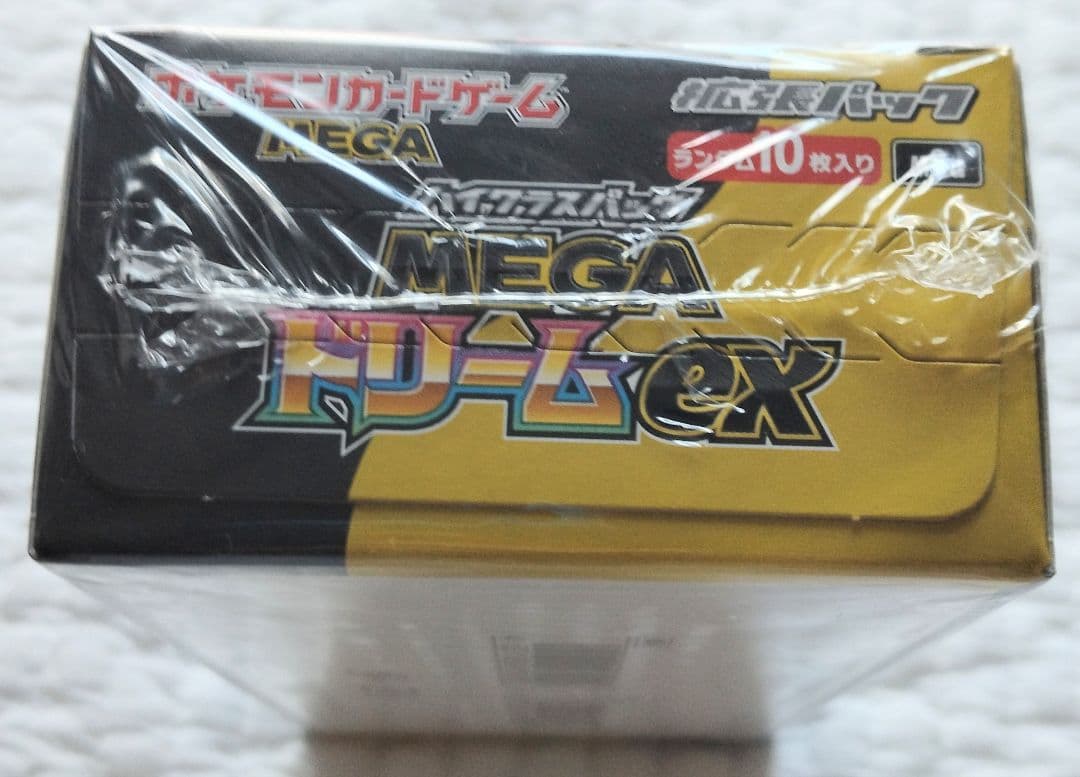 ポケモンカードゲーム
MEGA
拡張パック
ランダム10枚入り
ハイクラスパック
MEGA
ドリーム
ex